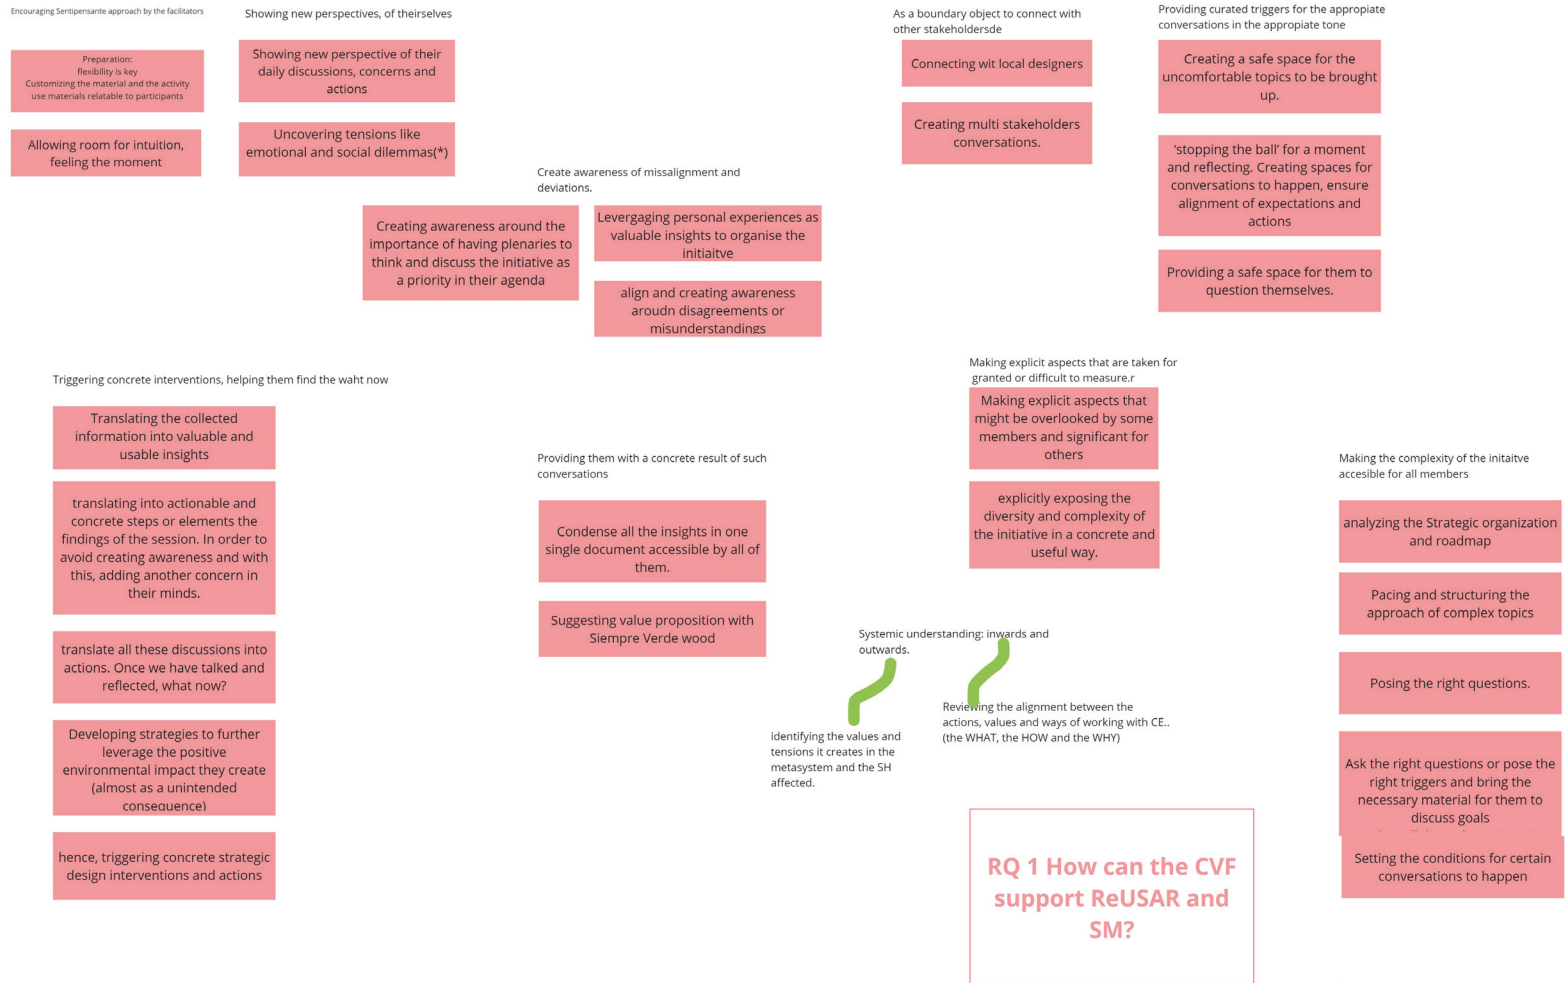 Encouraging Sentipensante approach by the facilitators
Preparation:
flexibility is key
Customizing the material and the activity
use materials relatable to participants
Allowing room for intuition,
feeling the moment
Showing new perspectives, of theirselves
Showing new perspective of their
daily discussions, concerns and
actions
Uncovering tensions like
emotional and social dilemmas(*)
Create awareness of missalignment and
deviations.
Creating awareness around the
importance of having plenaries to
think and discuss the initiative as
a priority in their agenda
Levergaging personal experiences as
valuable insights to organise the
initiaitve
align and creating awareness
aroudn disagreements or
misunderstandings
As a boundary object to connect with
other stakeholdersde
Connecting wit local designers
Creating multi stakeholders
conversations.
Providing curated triggers for the appropiate
conversations in the appropiate tone
Creating a safe space for the
uncomfortable topics to be brought
up.
‘stopping the ball’ for a moment
and reflecting. Creating spaces for
conversations to happen, ensure
alignment of expectations and
actions
Providing a safe space for them to
question themselves.
Triggering concrete interventions, helping them find the waht now
Translating the collected
information into valuable and
usable insights
translating into actionable and
concrete steps or elements the
findings of the session. In order to
avoid creating awareness and with
this, adding another concern in
their minds.
translate all these discussions into
actions. Once we have talked and
reflected, what now?
Developing strategies to further
leverage the positive
environmental impact they create
(almost as a unintended
consequence)
hence, triggering concrete strategic
design interventions and actions
Providing them with a concrete result of such
conversations
Condense all the insights in one
single document accessible by all of
them.
Suggesting value proposition with
Siempre Verde wood
Making explicit aspects that are taken for
granted or difficult to measure.r
Making explicit aspects that
might be overlooked by some
members and significant for
others
explicitly exposing the
diversity and complexity of
the initiative in a concrete and
useful way.
Systemic understanding: inwards and
outwards.
identifying the values and
tensions it creates in the
metasystem and the SH
affected.
Reviewing the alignment between the
actions, values and ways of working with CE..
(the WHAT, the HOW and the WHY)
Making the complexity of the initaitve
accesible for all members
analyzing the Strategic organization
and roadmap
Pacing and structuring the
approach of complex topics
Posing the right questions.
Ask the right questions or pose the
right triggers and bring the
necessary material for them to
discuss goals
Setting the conditions for certain
conversations to happen
RQ 1 How can the CVF
support ReUSAR and
SM?